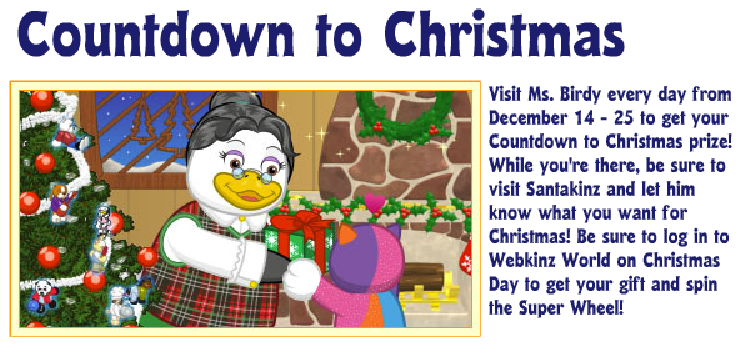 Countdown to Christmas
Visit Ms. Birdy every day from
December 14 - 25 to get your
Countdown to Christmas prize!
While you're there, be sure to
visit Santakinz and let him
know what you want for
Christmas! Be sure to log in to
Webkinz World on Christmas
Day to get your gift and spin
the Super Wheel!